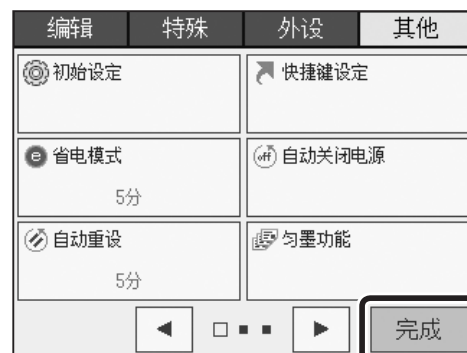 编辑 特殊 外设 其他
初始设定 快捷键设定
省电模式 自动关闭电源
5分
自动重设 匀墨功能
5分
完成